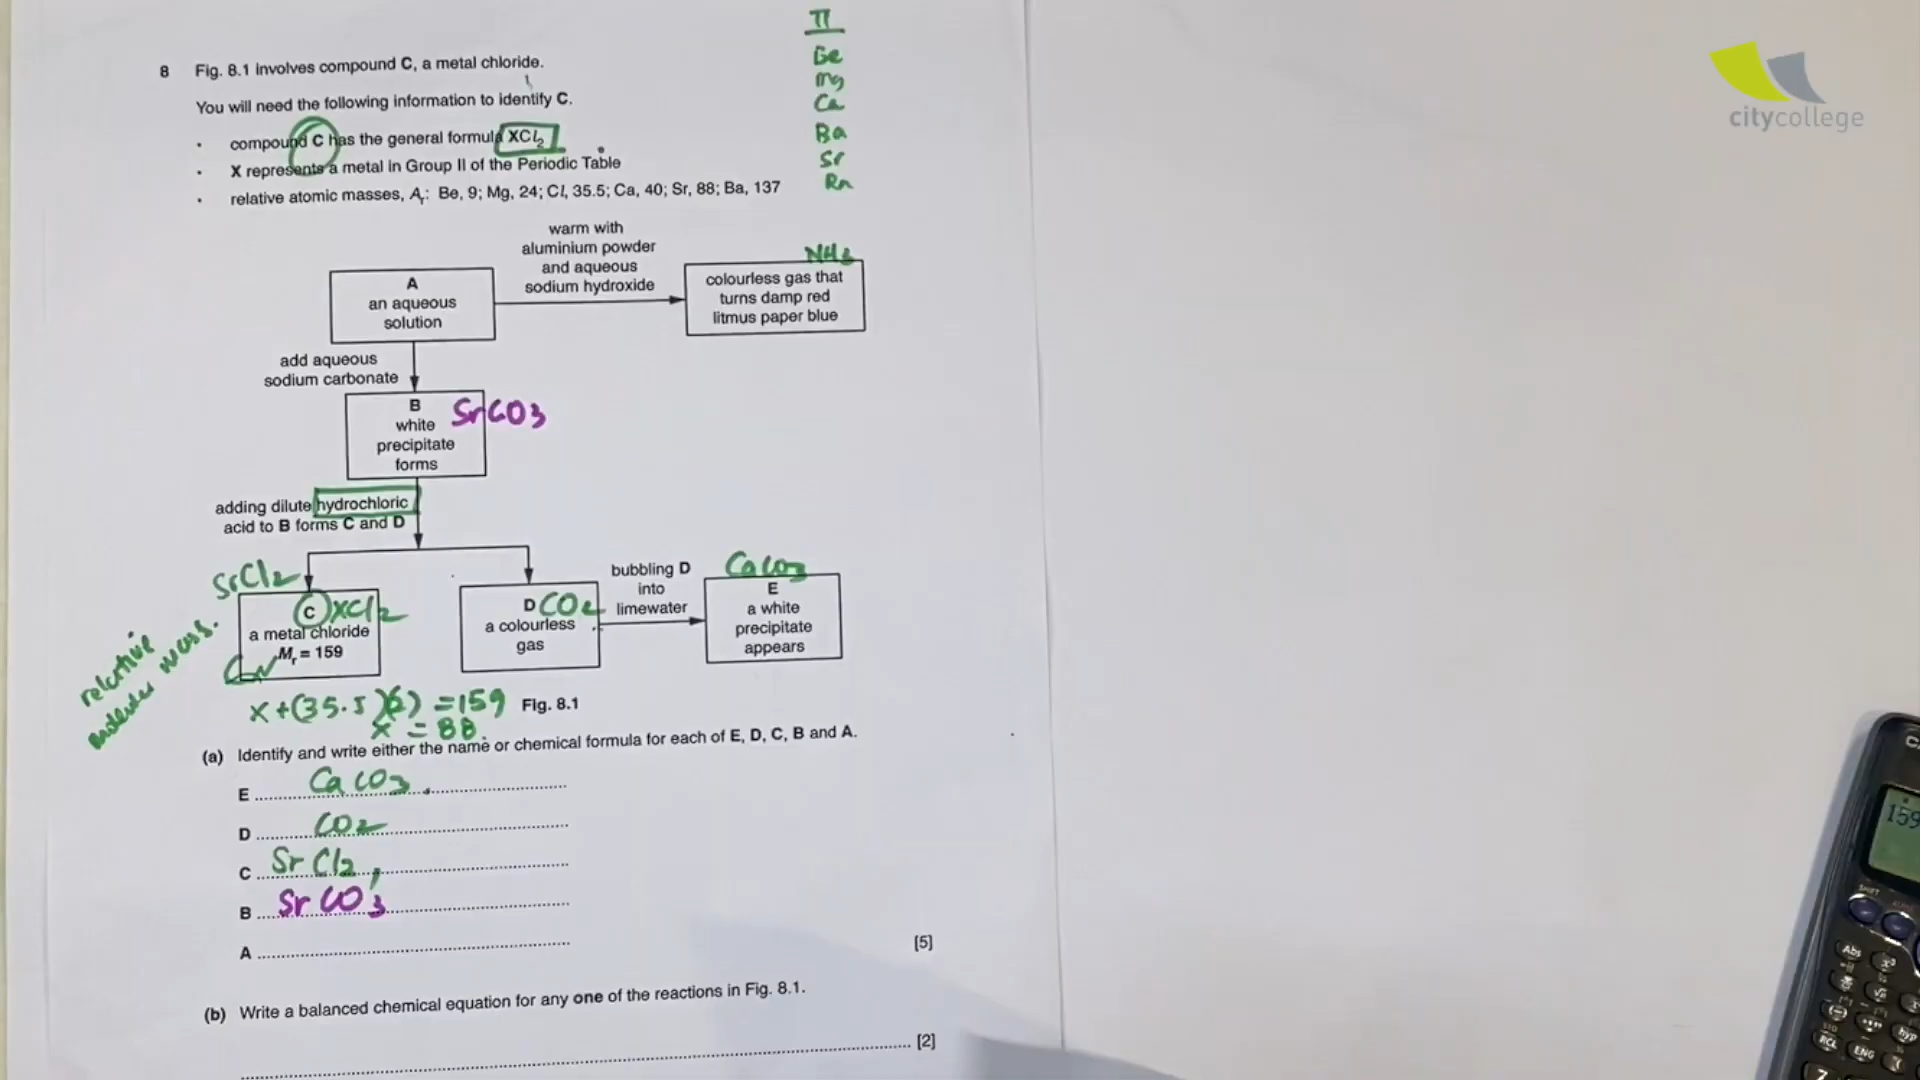 II
Be
Mg
Ca
Ba
Sr
Ra
citycollege
8 Fig. 8.1 involves compound C, a metal chloride.
You will need the following information to identify C.
• compound C has the general formula XCl₂
• X represents a metal in Group II of the Periodic Table
• relative atomic masses, Aᵣ: Be, 9; Mg, 24; Cl, 35.5; Ca, 40; Sr, 88; Ba, 137
A
an aqueous
solution
warm with
aluminium powder
and aqueous
sodium hydroxide
NH₃
colourless gas that
turns damp red
litmus paper blue
add aqueous
sodium carbonate
B
white
precipitate
forms
SrCO3
adding dilute hydrochloric
acid to B forms C and D
SrCl2
C XCl2
a metal chloride
Mᵣ = 159
relative
molecular mass.
D CO2
a colourless
gas
bubbling D
into
limewater
CaCO3
E
a white
precipitate
appears
X+(35.5)(2) =159
X = 88.
Fig. 8.1
(a) Identify and write either the name or chemical formula for each of E, D, C, B and A.
E CaCO3
D CO2
C SrCl2
B SrCO3
A
[5]
(b) Write a balanced chemical equation for any one of the reactions in Fig. 8.1.
[2]
159
SHIFT
Abs
RCL
ENG
hyp
7